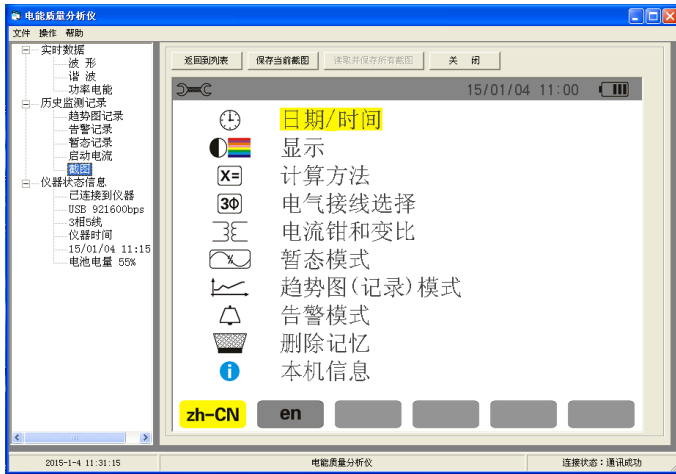 电能质量分析仪
文件 操作 帮助
实时数据
波 形
谐 波
功率电能
历史监测记录
趋势图记录
告警记录
暂态记录
启动电流
截图
仪器状态信息
已连接到仪器
USB 921600bps
3相5线
仪器时间
15/01/04 11:15
电池电量 55%
返回到列表 保存当前截图 读取并保存所有截图 关 闭
15/01/04 11:00
日期/时间
显示
X= 计算方法
3Φ 电气接线选择
电流钳和变比
暂态模式
趋势图(记录)模式
告警模式
删除记忆
i 本机信息
zh-CN en
2015-1-4 11:31:15 电能质量分析仪 连接状态:通讯成功